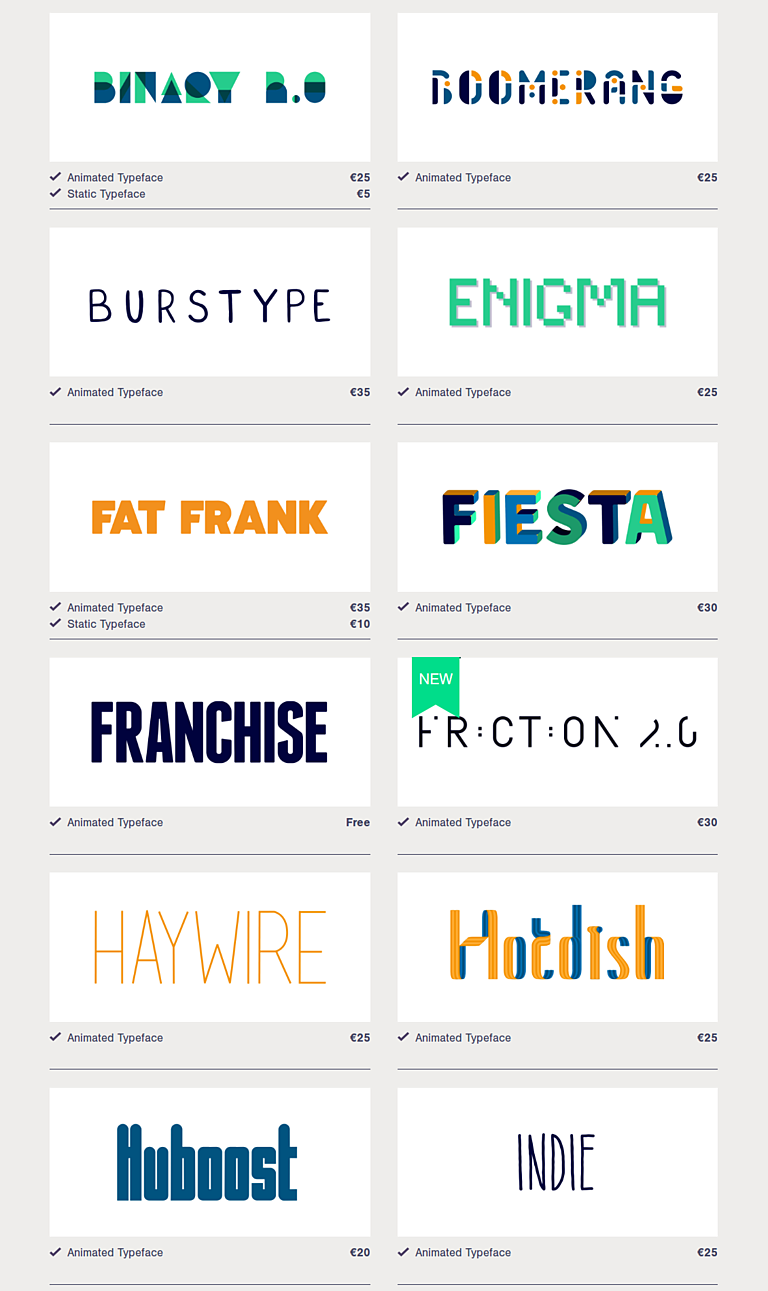 BINARY 2.0
Animated Typeface €25
Static Typeface €5
BOOMERANG
Animated Typeface €25
BURSTYPE
Animated Typeface €35
ENIGMA
Animated Typeface €25
FAT FRANK
Animated Typeface €35
Static Typeface €10
FIESTA
Animated Typeface €30
FRANCHISE
Animated Typeface Free
NEW
FR:CT:ON 2.0
Animated Typeface €30
HAYWIRE
Animated Typeface €25
Hotdish
Animated Typeface €25
Huboost
Animated Typeface €20
INDIE
Animated Typeface €25